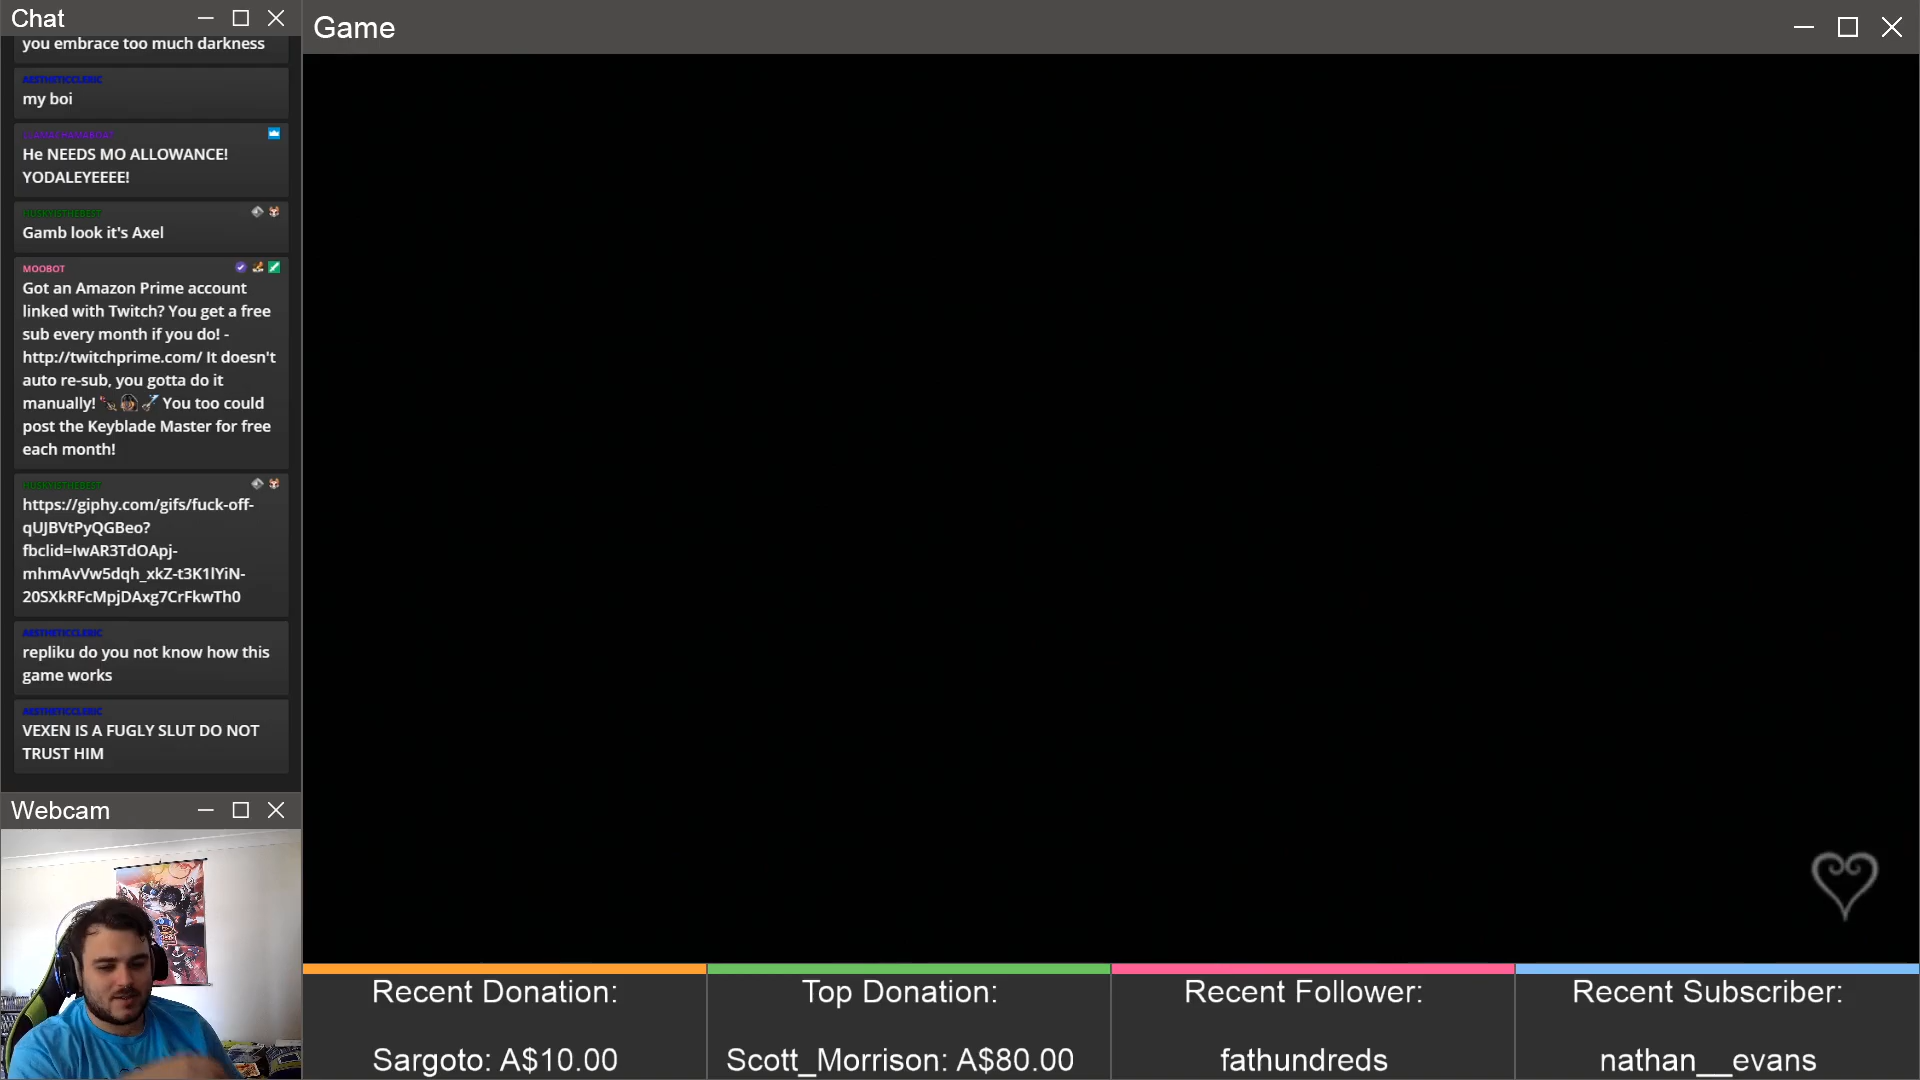 Chat
you embrace too much darkness
AESTHETICCLERIC
my boi
He NEEDS MO ALLOWANCE!
YODALEYEEEE!
HUSKYISTHEBEST
Gamb look it's Axel
MOOBOT
Got an Amazon Prime account
linked with Twitch? You get a free
sub every month if you do! -
http://twitchprime.com/ It doesn't
auto re-sub, you gotta do it
manually! You too could
post the Keyblade Master for free
each month!
HUSKYISTHEBEST
https://giphy.com/gifs/fuck-off-
qUJBVtPyQGBeo?
fbclid=IwAR3TdOApj-
mhmAvVw5dqh_xkZ-t3K1lYiN-
20SXkRFcMpjDAxg7CrFkwTh0
AESTHETICCLERIC
repliku do you not know how this
game works
AESTHETICCLERIC
VEXEN IS A FUGLY SLUT DO NOT
TRUST HIM
Webcam
Game
Recent Donation:
Sargoto: A$10.00
Top Donation:
Scott_Morrison: A$80.00
Recent Follower:
fathundreds
Recent Subscriber:
nathan__evans